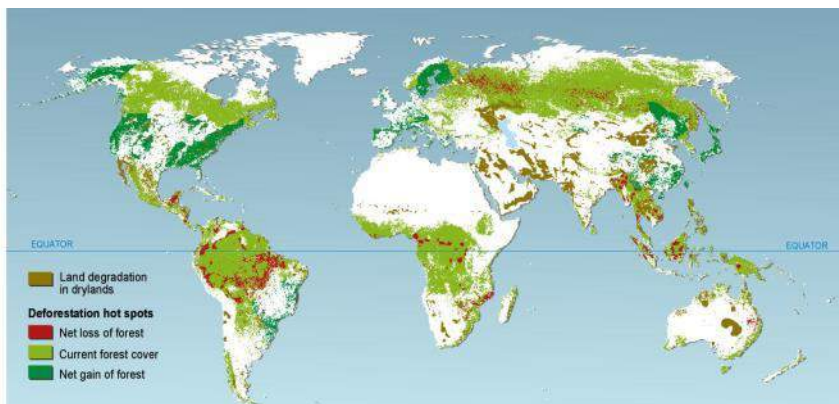 EQUATOR
EQUATOR
Land degradation
in drylands
Deforestation hot spots
Net loss of forest
Current forest cover
Net gain of forest